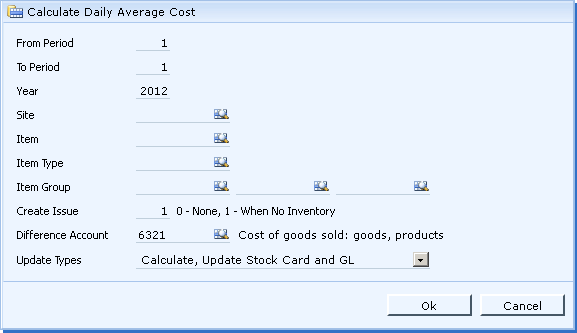 Calculate Daily Average Cost
From Period 1
To Period 1
Year 2012
Site
Item
Item Type
Item Group
Create Issue 1 0 - None, 1 - When No Inventory
Difference Account 6321 Cost of goods sold: goods, products
Update Types Calculate, Update Stock Card and GL
Ok Cancel